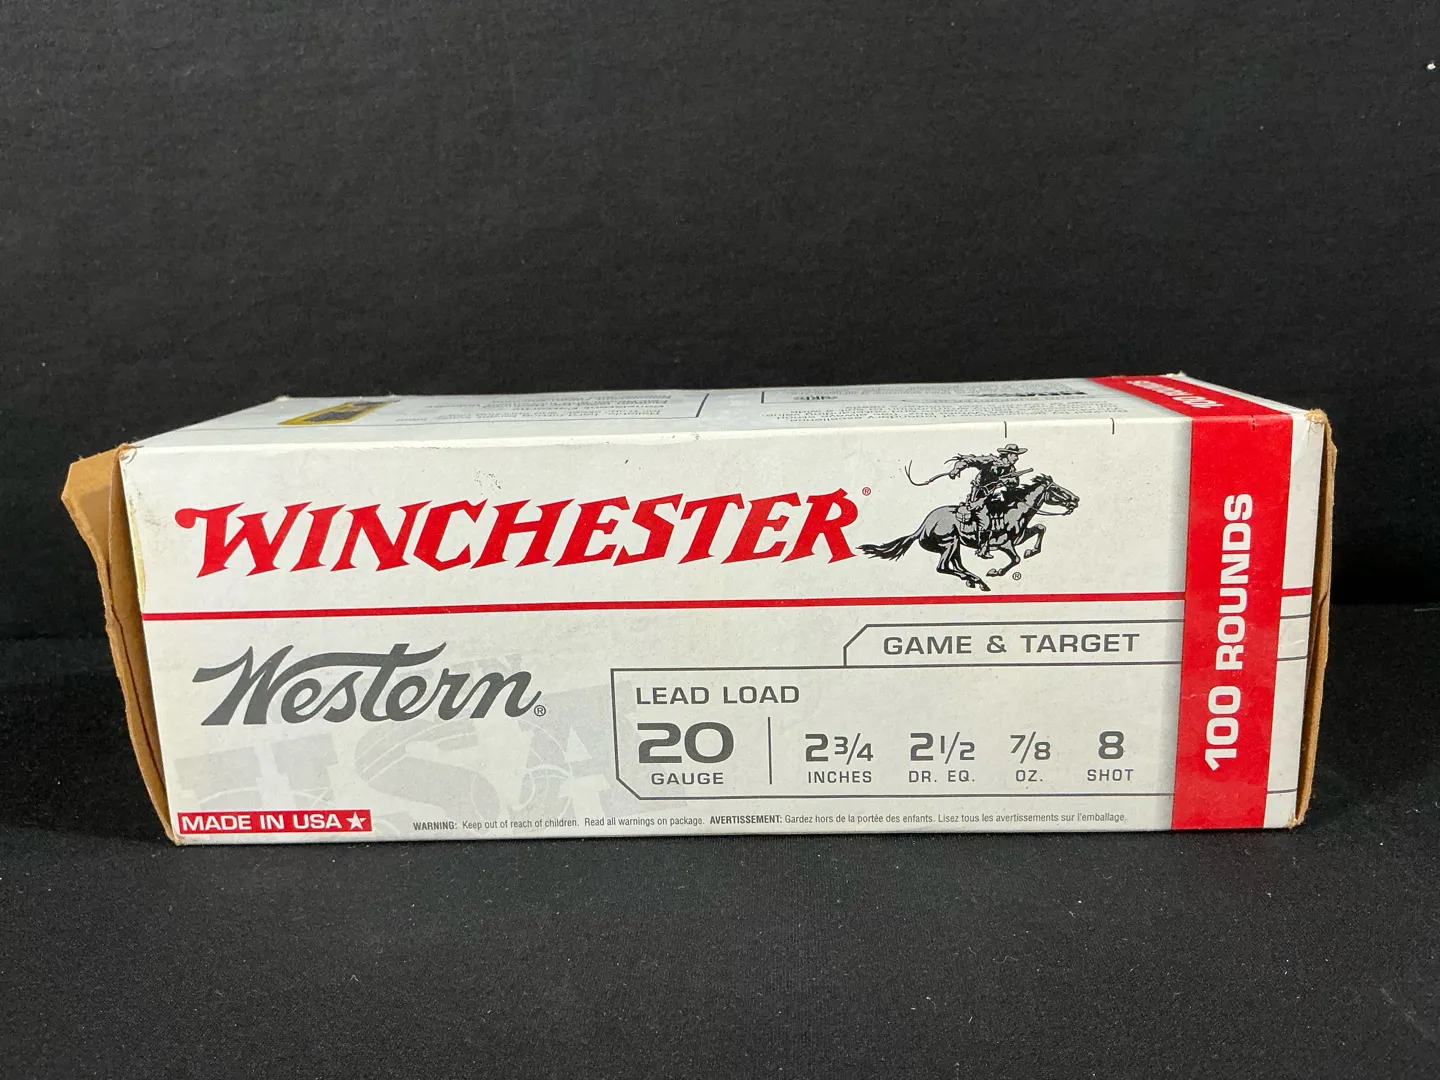 WINCHESTER®
®
Western®
GAME & TARGET
LEAD LOAD
20
GAUGE
2 3/4
INCHES
2 1/2
DR. EQ.
7/8
OZ.
8
SHOT
100 ROUNDS
MADE IN USA
WARNING: Keep out of reach of children. Read all warnings on package. AVERTISSEMENT: Gardez hors de la portée des enfants. Lisez tous les avertissements sur l'emballage.
USA